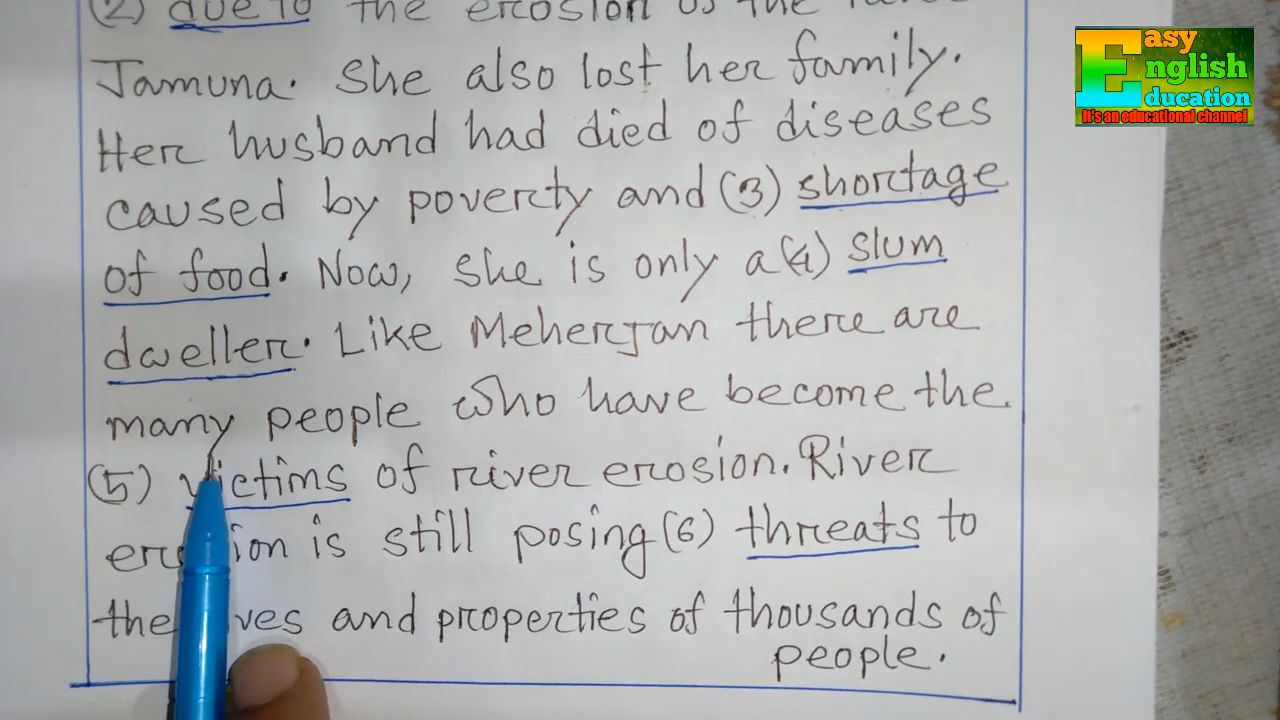 (2) due to the erosion of the
Jamuna. She also lost her family.
Her husband had died of diseases
caused by poverty and (3) shortage
of food. Now, she is only a (4) slum
dweller. Like Meherjan there are
many people who have become the
(5) victims of river erosion. River
erosion is still posing (6) threats to
the lives and properties of thousands of
people.
Easy
English
Education
It's an educational channel